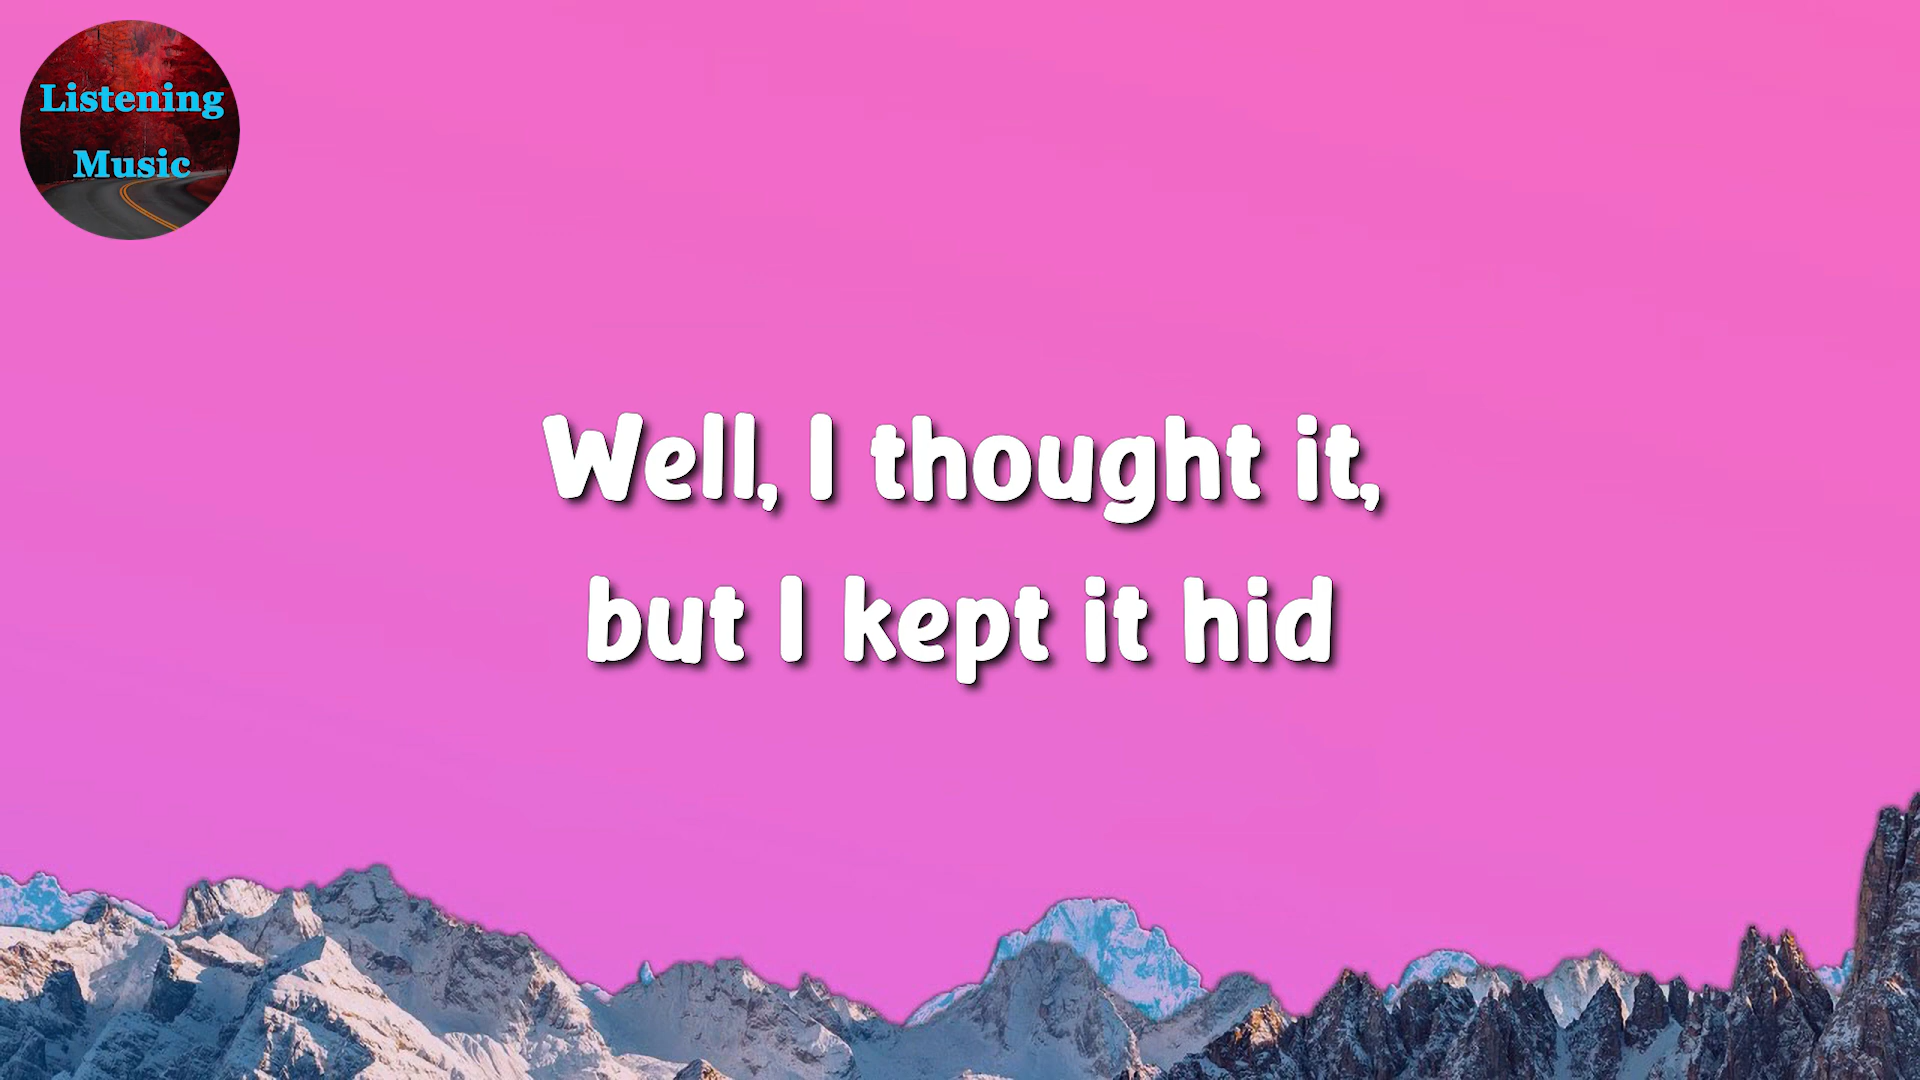 Listening
Music
Well, I thought it,
but I kept it hid